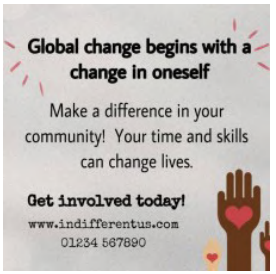 Global change begins with a
change in oneself
Make a difference in your
community! Your time and skills
can change lives.
Get involved today!
www.indifferentus.com
01234 567890